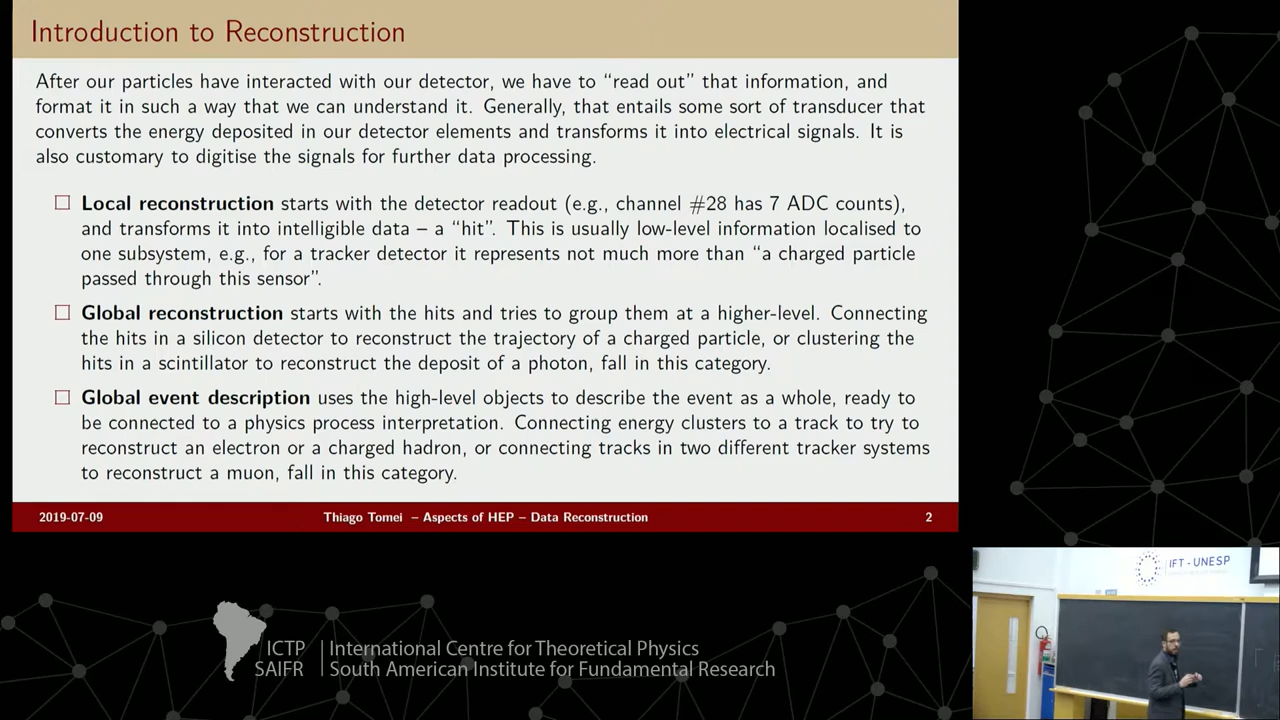 Introduction to Reconstruction
After our particles have interacted with our detector, we have to “read out” that information, and
format it in such a way that we can understand it. Generally, that entails some sort of transducer that
converts the energy deposited in our detector elements and transforms it into electrical signals. It is
also customary to digitise the signals for further data processing.
Local reconstruction starts with the detector readout (e.g., channel #28 has 7 ADC counts),
and transforms it into intelligible data – a “hit”. This is usually low-level information localised to
one subsystem, e.g., for a tracker detector it represents not much more than “a charged particle
passed through this sensor”.
Global reconstruction starts with the hits and tries to group them at a higher-level. Connecting
the hits in a silicon detector to reconstruct the trajectory of a charged particle, or clustering the
hits in a scintillator to reconstruct the deposit of a photon, fall in this category.
Global event description uses the high-level objects to describe the event as a whole, ready to
be connected to a physics process interpretation. Connecting energy clusters to a track to try to
reconstruct an electron or a charged hadron, or connecting tracks in two different tracker systems
to reconstruct a muon, fall in this category.
2019-07-09 Thiago Tomei – Aspects of HEP – Data Reconstruction 2
IFT - UNESP
ICTP International Centre for Theoretical Physics
SAIFR South American Institute for Fundamental Research